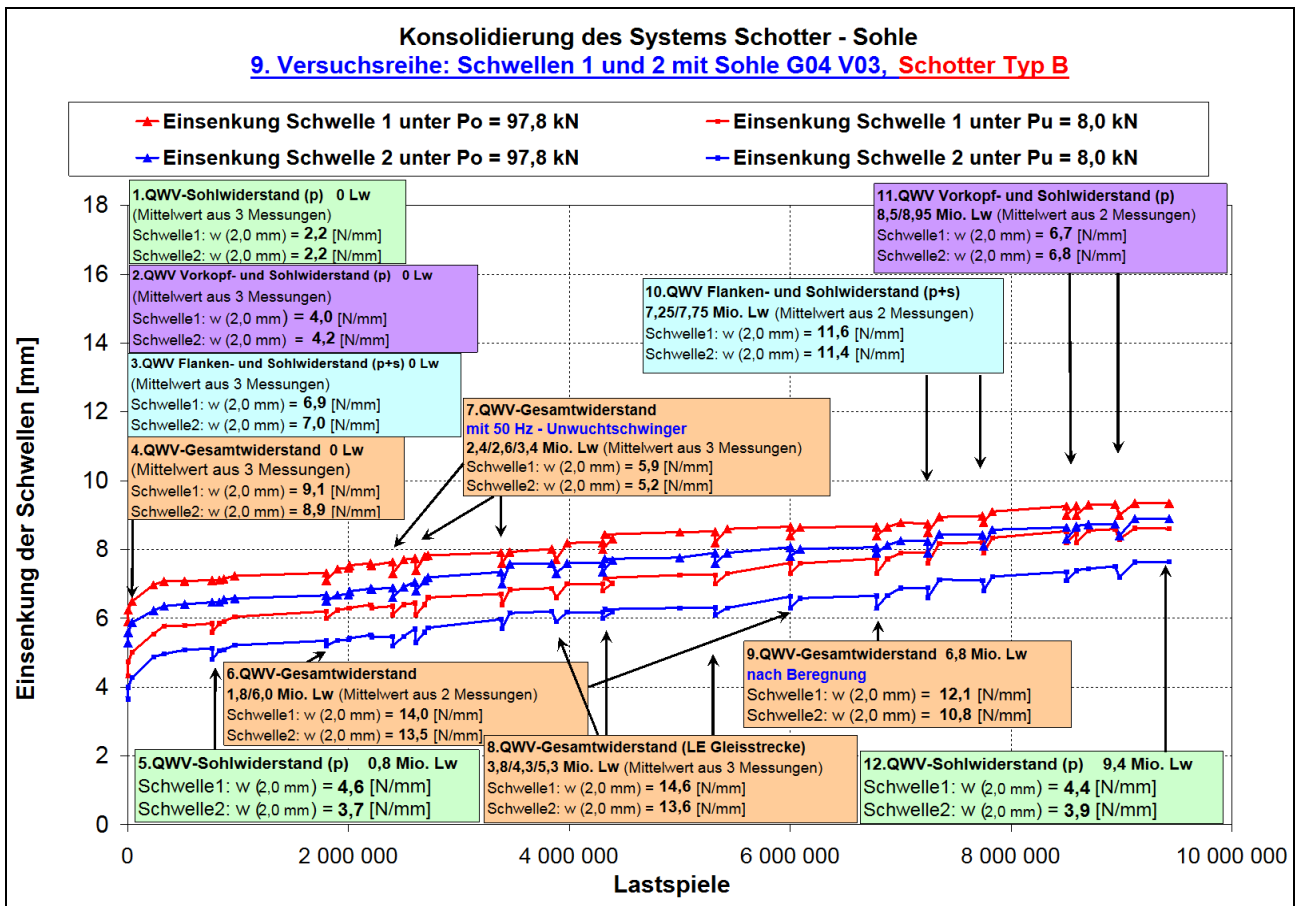 Konsolidierung des Systems Schotter - Sohle
9. Versuchsreihe: Schwellen 1 und 2 mit Sohle G04 V03, Schotter Typ B
Einsenkung Schwelle 1 unter Po = 97,8 kN
Einsenkung Schwelle 1 unter Pu = 8,0 kN
Einsenkung Schwelle 2 unter Po = 97,8 kN
Einsenkung Schwelle 2 unter Pu = 8,0 kN
1.QWV-Sohlwiderstand (p) 0 Lw
(Mittelwert aus 3 Messungen)
Schwelle1: w (2,0 mm) = 2,2 [N/mm]
Schwelle2: w (2,0 mm) = 2,2 [N/mm]
2.QWV Vorkopf- und Sohlwiderstand (p) 0 Lw
(Mittelwert aus 3 Messungen)
Schwelle1: w (2,0 mm) = 4,0 [N/mm]
Schwelle2: w (2,0 mm) = 4,2 [N/mm]
3.QWV Flanken- und Sohlwiderstand (p+s) 0 Lw
(Mittelwert aus 3 Messungen)
Schwelle1: w (2,0 mm) = 6,9 [N/mm]
Schwelle2: w (2,0 mm) = 7,0 [N/mm]
4.QWV-Gesamtwiderstand 0 Lw
(Mittelwert aus 3 Messungen)
Schwelle1: w (2,0 mm) = 9,1 [N/mm]
Schwelle2: w (2,0 mm) = 8,9 [N/mm]
7.QWV-Gesamtwiderstand
mit 50 Hz - Unwuchtschwinger
2,4/2,6/3,4 Mio. Lw (Mittelwert aus 3 Messungen)
Schwelle1: w (2,0 mm) = 5,9 [N/mm]
Schwelle2: w (2,0 mm) = 5,2 [N/mm]
10.QWV Flanken- und Sohlwiderstand (p+s)
7,25/7,75 Mio. Lw (Mittelwert aus 2 Messungen)
Schwelle1: w (2,0 mm) = 11,6 [N/mm]
Schwelle2: w (2,0 mm) = 11,4 [N/mm]
11.QWV Vorkopf- und Sohlwiderstand (p)
8,5/8,95 Mio. Lw (Mittelwert aus 2 Messungen)
Schwelle1: w (2,0 mm) = 6,7 [N/mm]
Schwelle2: w (2,0 mm) = 6,8 [N/mm]
6.QWV-Gesamtwiderstand
1,8/6,0 Mio. Lw (Mittelwert aus 2 Messungen)
Schwelle1: w (2,0 mm) = 14,0 [N/mm]
Schwelle2: w (2,0 mm) = 13,5 [N/mm]
9.QWV-Gesamtwiderstand 6,8 Mio. Lw
nach Beregnung
Schwelle1: w (2,0 mm) = 12,1 [N/mm]
Schwelle2: w (2,0 mm) = 10,8 [N/mm]
5.QWV-Sohlwiderstand (p) 0,8 Mio. Lw
Schwelle1: w (2,0 mm) = 4,6 [N/mm]
Schwelle2: w (2,0 mm) = 3,7 [N/mm]
8.QWV-Gesamtwiderstand (LE Gleisstrecke)
3,8/4,3/5,3 Mio. Lw (Mittelwert aus 3 Messungen)
Schwelle1: w (2,0 mm) = 14,6 [N/mm]
Schwelle2: w (2,0 mm) = 13,6 [N/mm]
12.QWV-Sohlwiderstand (p) 9,4 Mio. Lw
Schwelle1: w (2,0 mm) = 4,4 [N/mm]
Schwelle2: w (2,0 mm) = 3,9 [N/mm]
Einsenkung der Schwellen [mm]
18
16
14
12
10
8
6
4
2
0
0
2 000 000
4 000 000
6 000 000
8 000 000
10 000 000
Lastspiele